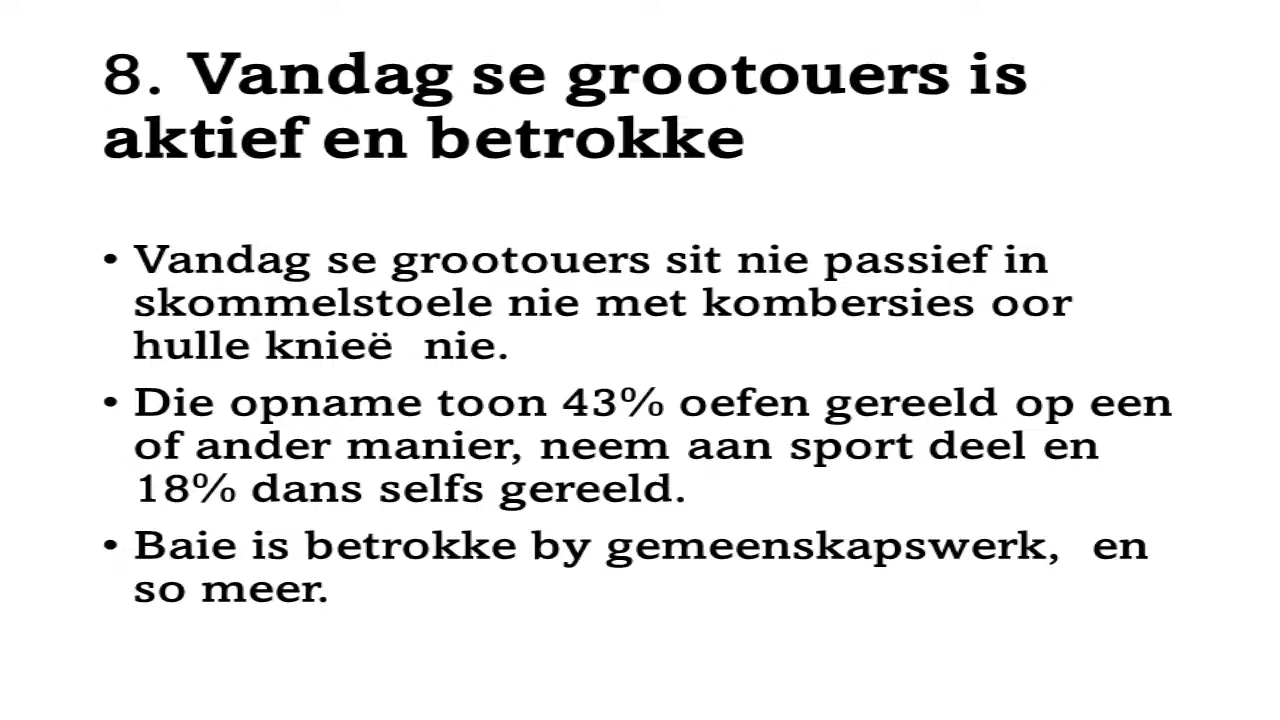 8. Vandag se grootouers is
aktief en betrokke
• Vandag se grootouers sit nie passief in
skommelstoele nie met kombersies oor
hulle knieë  nie.
• Die opname toon 43% oefen gereeld op een
of ander manier, neem aan sport deel en
18% dans selfs gereeld.
• Baie is betrokke by gemeenskapswerk,  en
so meer.